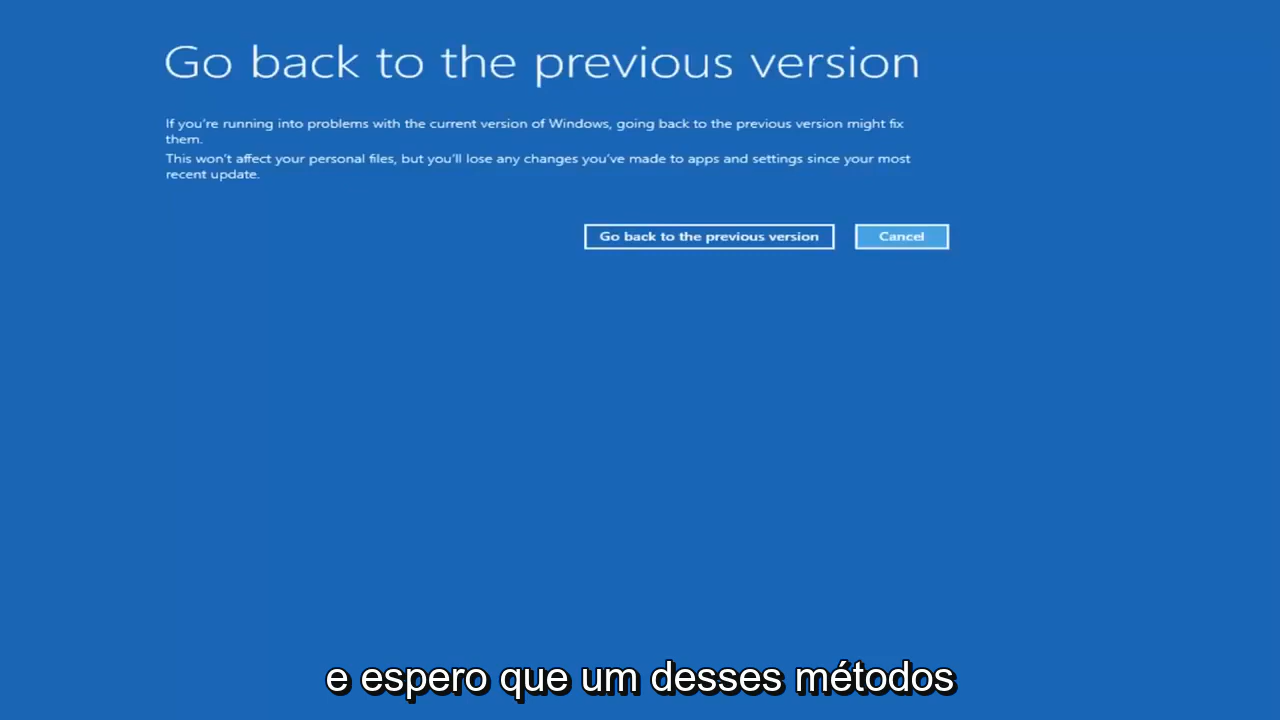 Go back to the previous version
If you're running into problems with the current version of Windows, going back to the previous version might fix
them.
This won't affect your personal files, but you'll lose any changes you've made to apps and settings since your most
recent update.
Go back to the previous version
Cancel
e espero que um desses métodos